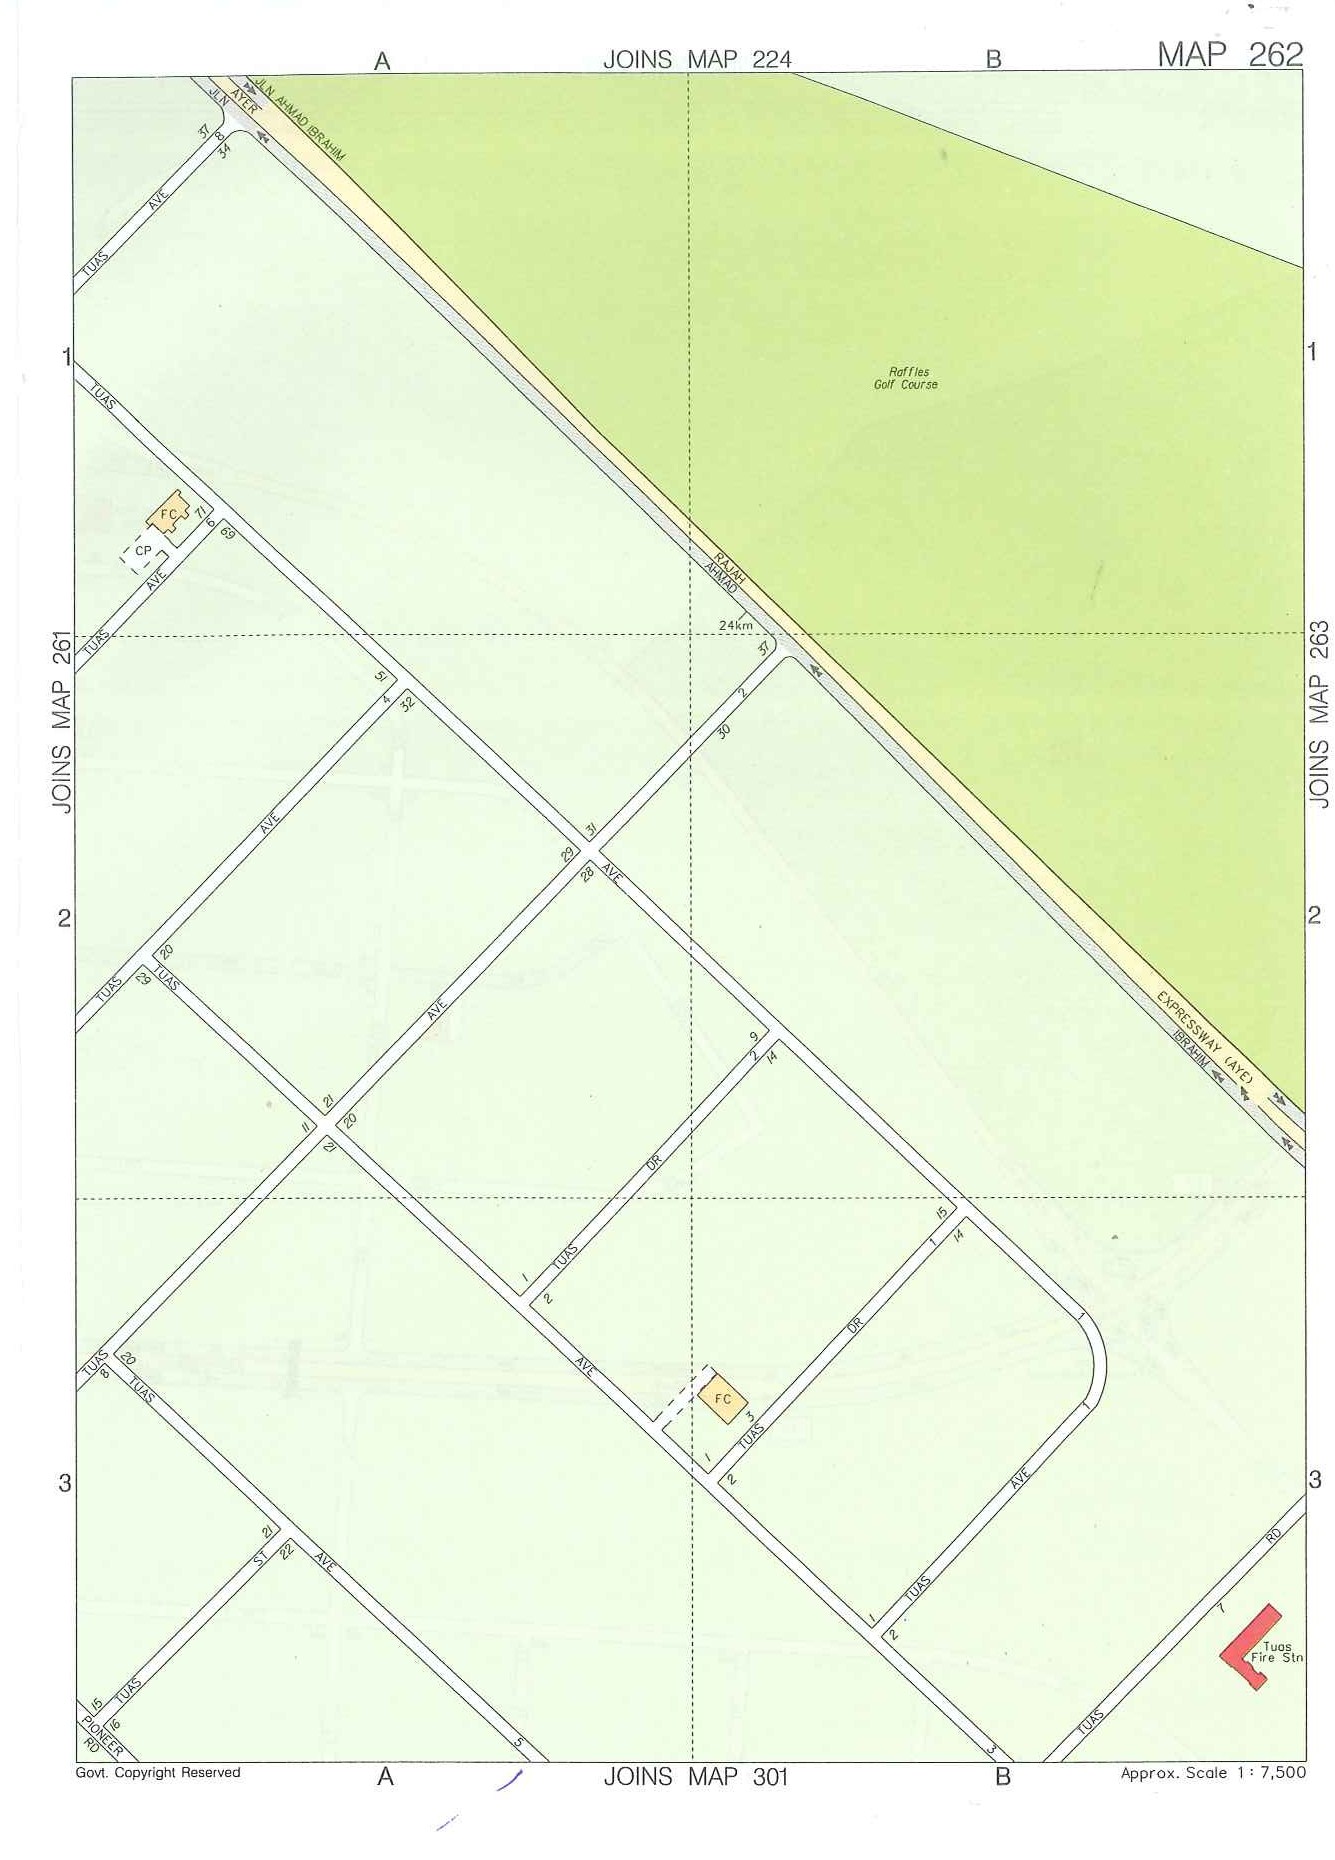 A
JOINS MAP 224
B
MAP 262
JLN AHMAD IBRAHIM
JLN
AYER
37
8
34
AVE
TUAS
Raffles
Golf Course
1
1
TUAS
FC
71
6
69
CP
AVE
TUAS
RAJAH
AHMAD
24km
37
JOINS MAP 261
JOINS MAP 263
51
4
32
2
30
AVE
31
29
28
AVE
2
2
20
29
TUAS
TUAS
AVE
EXPRESSWAY (AYE)
IBRAHIM
9
2
14
21
11
20
21
DR
15
1
14
TUAS
1
2
1
DR
20
TUAS
8
TUAS
AVE
FC
3
1
TUAS
1
2
AVE
3
3
21
ST
22
AVE
RD
TUAS
1
2
7
Tuas
Fire Stn
15
TUAS
16
PIONEER
RD
5
3
TUAS
Govt. Copyright Reserved
A
JOINS MAP 301
B
Approx. Scale 1 : 7,500